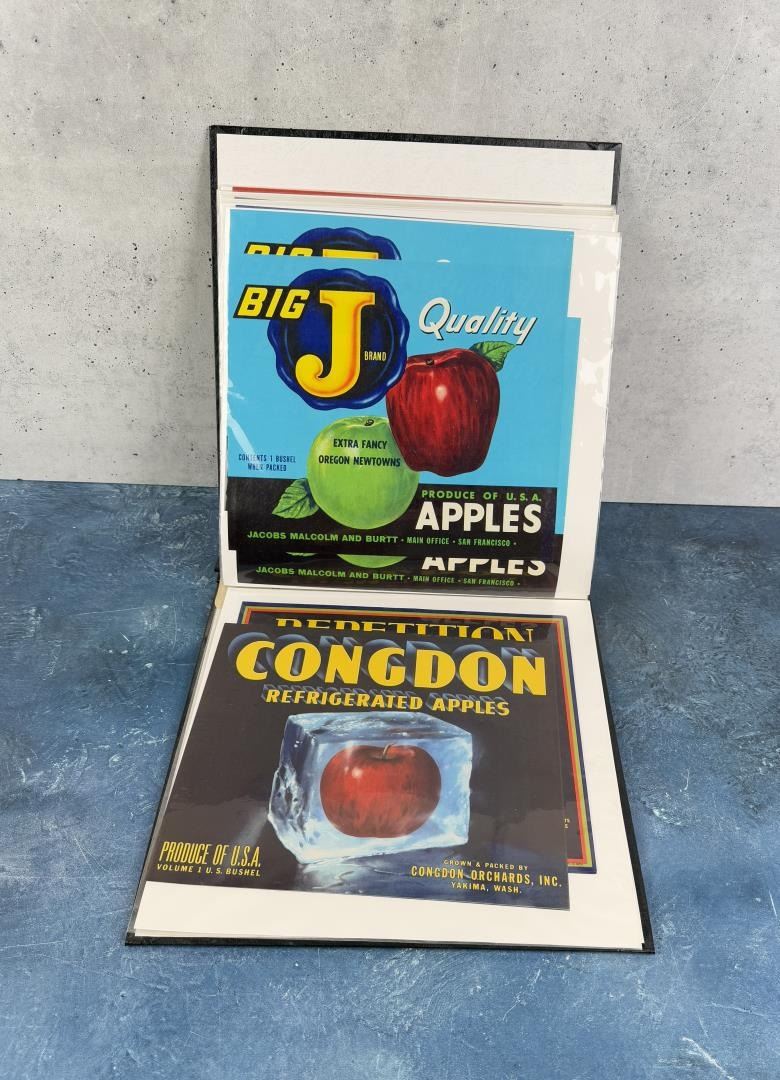 BIG
BIG J BRAND
Quality
EXTRA FANCY
OREGON NEWTOWNS
CONTENTS 1 BUSHEL
WHEN PACKED
PRODUCE OF U.S.A.
APPLES
JACOBS MALCOLM AND BURTT • MAIN OFFICE • SAN FRANCISCO •
APPLES
JACOBS MALCOLM AND BURTT • MAIN OFFICE • SAN FRANCISCO •
REPETITION
CONGDON
REFRIGERATED APPLES
PRODUCE OF U.S.A.
VOLUME 1 U.S. BUSHEL
GROWN & PACKED BY
CONGDON ORCHARDS, INC.
YAKIMA, WASH.